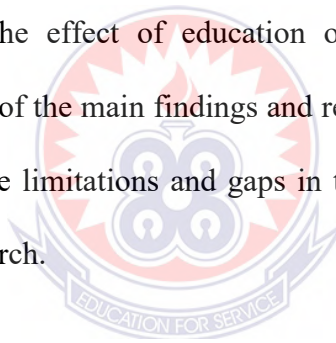 he effect of education o
of the main findings and re
e limitations and gaps in t
rch.
EDUCATION FOR SERVICE